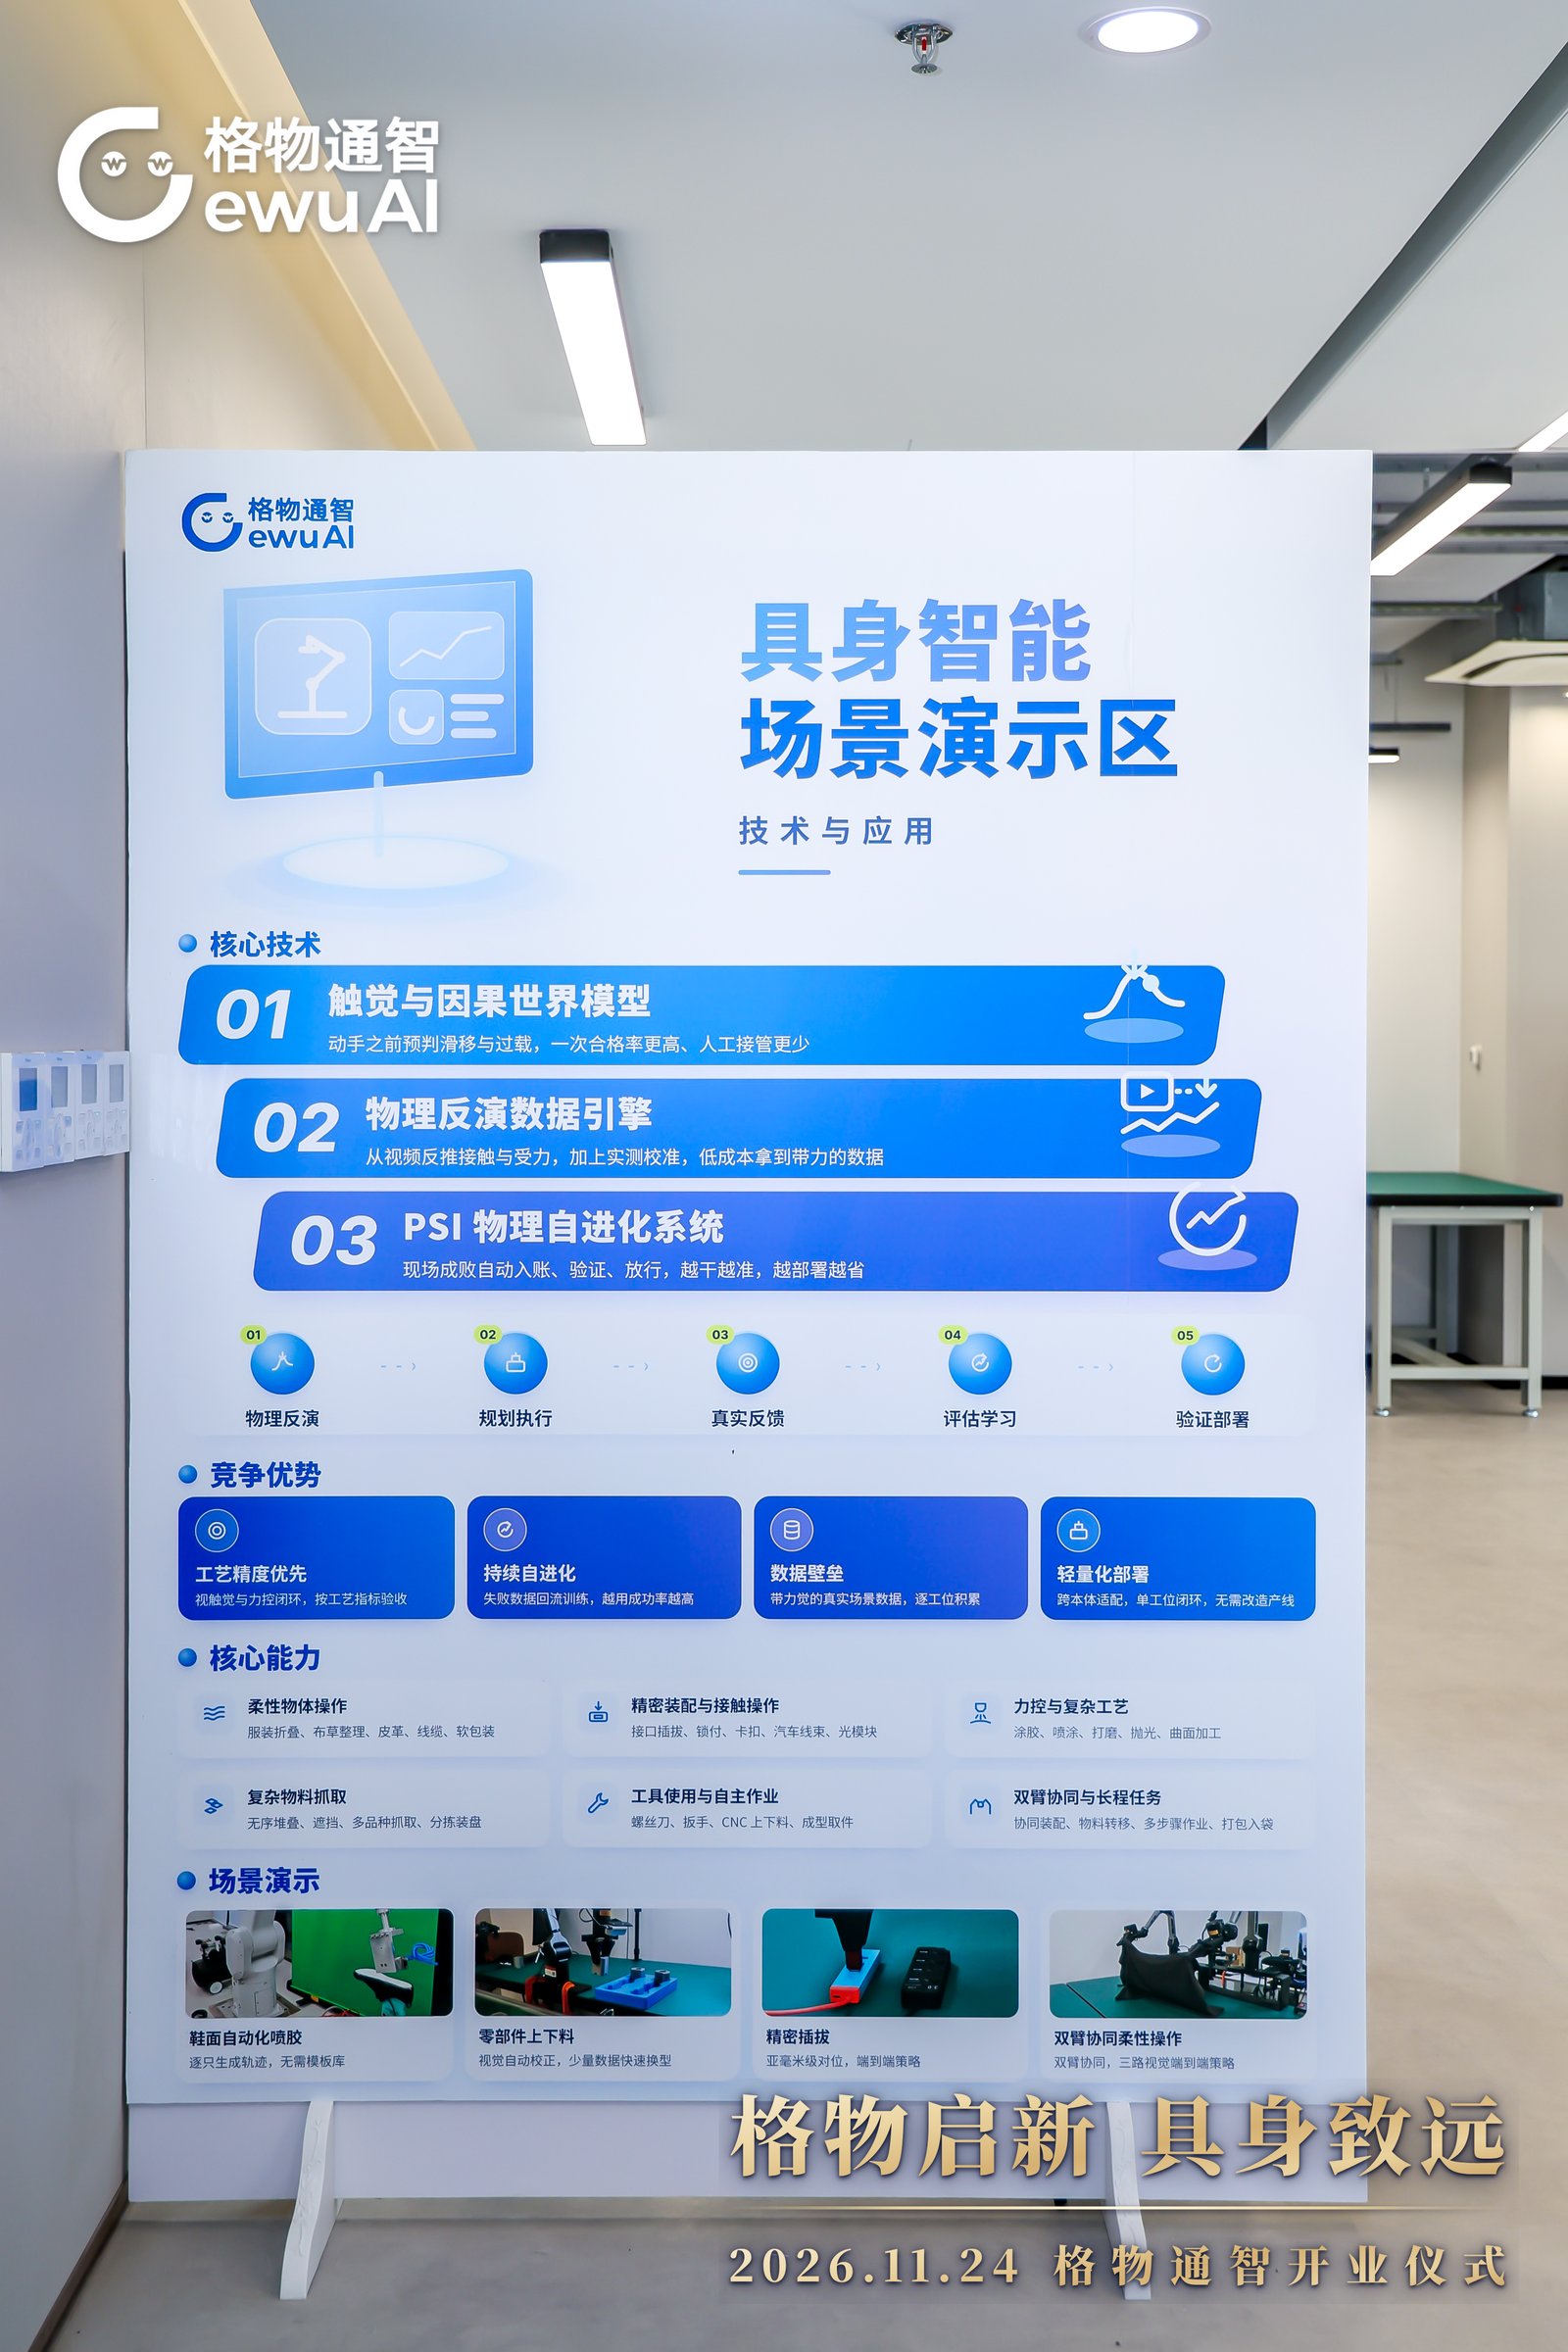 格物通智
ewuAI
格物通智
ewuAI
具身智能
场景演示区
技术与应用
核心技术
01
触觉与因果世界模型
动手之前预判滑移与过载，一次合格率更高、人工接管更少
02
物理反演数据引擎
从视频反推接触与受力，加上实测校准，低成本拿到带力的数据
03
PSI 物理自进化系统
现场成败自动入账、验证、放行，越干越准，越部署越省
01
物理反演
02
规划执行
03
真实反馈
04
评估学习
05
验证部署
竞争优势
工艺精度优先
视触觉与力控闭环，按工艺指标验收
持续自进化
失败数据回流训练，越用成功率越高
数据壁垒
带力觉的真实场景数据，逐工位积累
轻量化部署
跨本体适配，单工位闭环，无需改造产线
核心能力
柔性物体操作
服装折叠、布草整理、皮革、线缆、软包装
精密装配与接触操作
接口插拔、锁付、卡扣、汽车线束、光模块
力控与复杂工艺
涂胶、喷涂、打磨、抛光、曲面加工
复杂物料抓取
无序堆叠、遮挡、多品种抓取、分拣装盘
工具使用与自主作业
螺丝刀、扳手、CNC 上下料、成型取件
双臂协同与长程任务
协同装配、物料转移、多步骤作业、打包入袋
场景演示
鞋面自动化喷胶
逐只生成轨迹，无需模板库
零部件上下料
视觉自动校正，少量数据快速换型
精密插拔
亚毫米级对位，端到端策略
双臂协同柔性操作
双臂协同，三路视觉端到端策略
格物启新 具身致远
2026.11.24 格物通智开业仪式